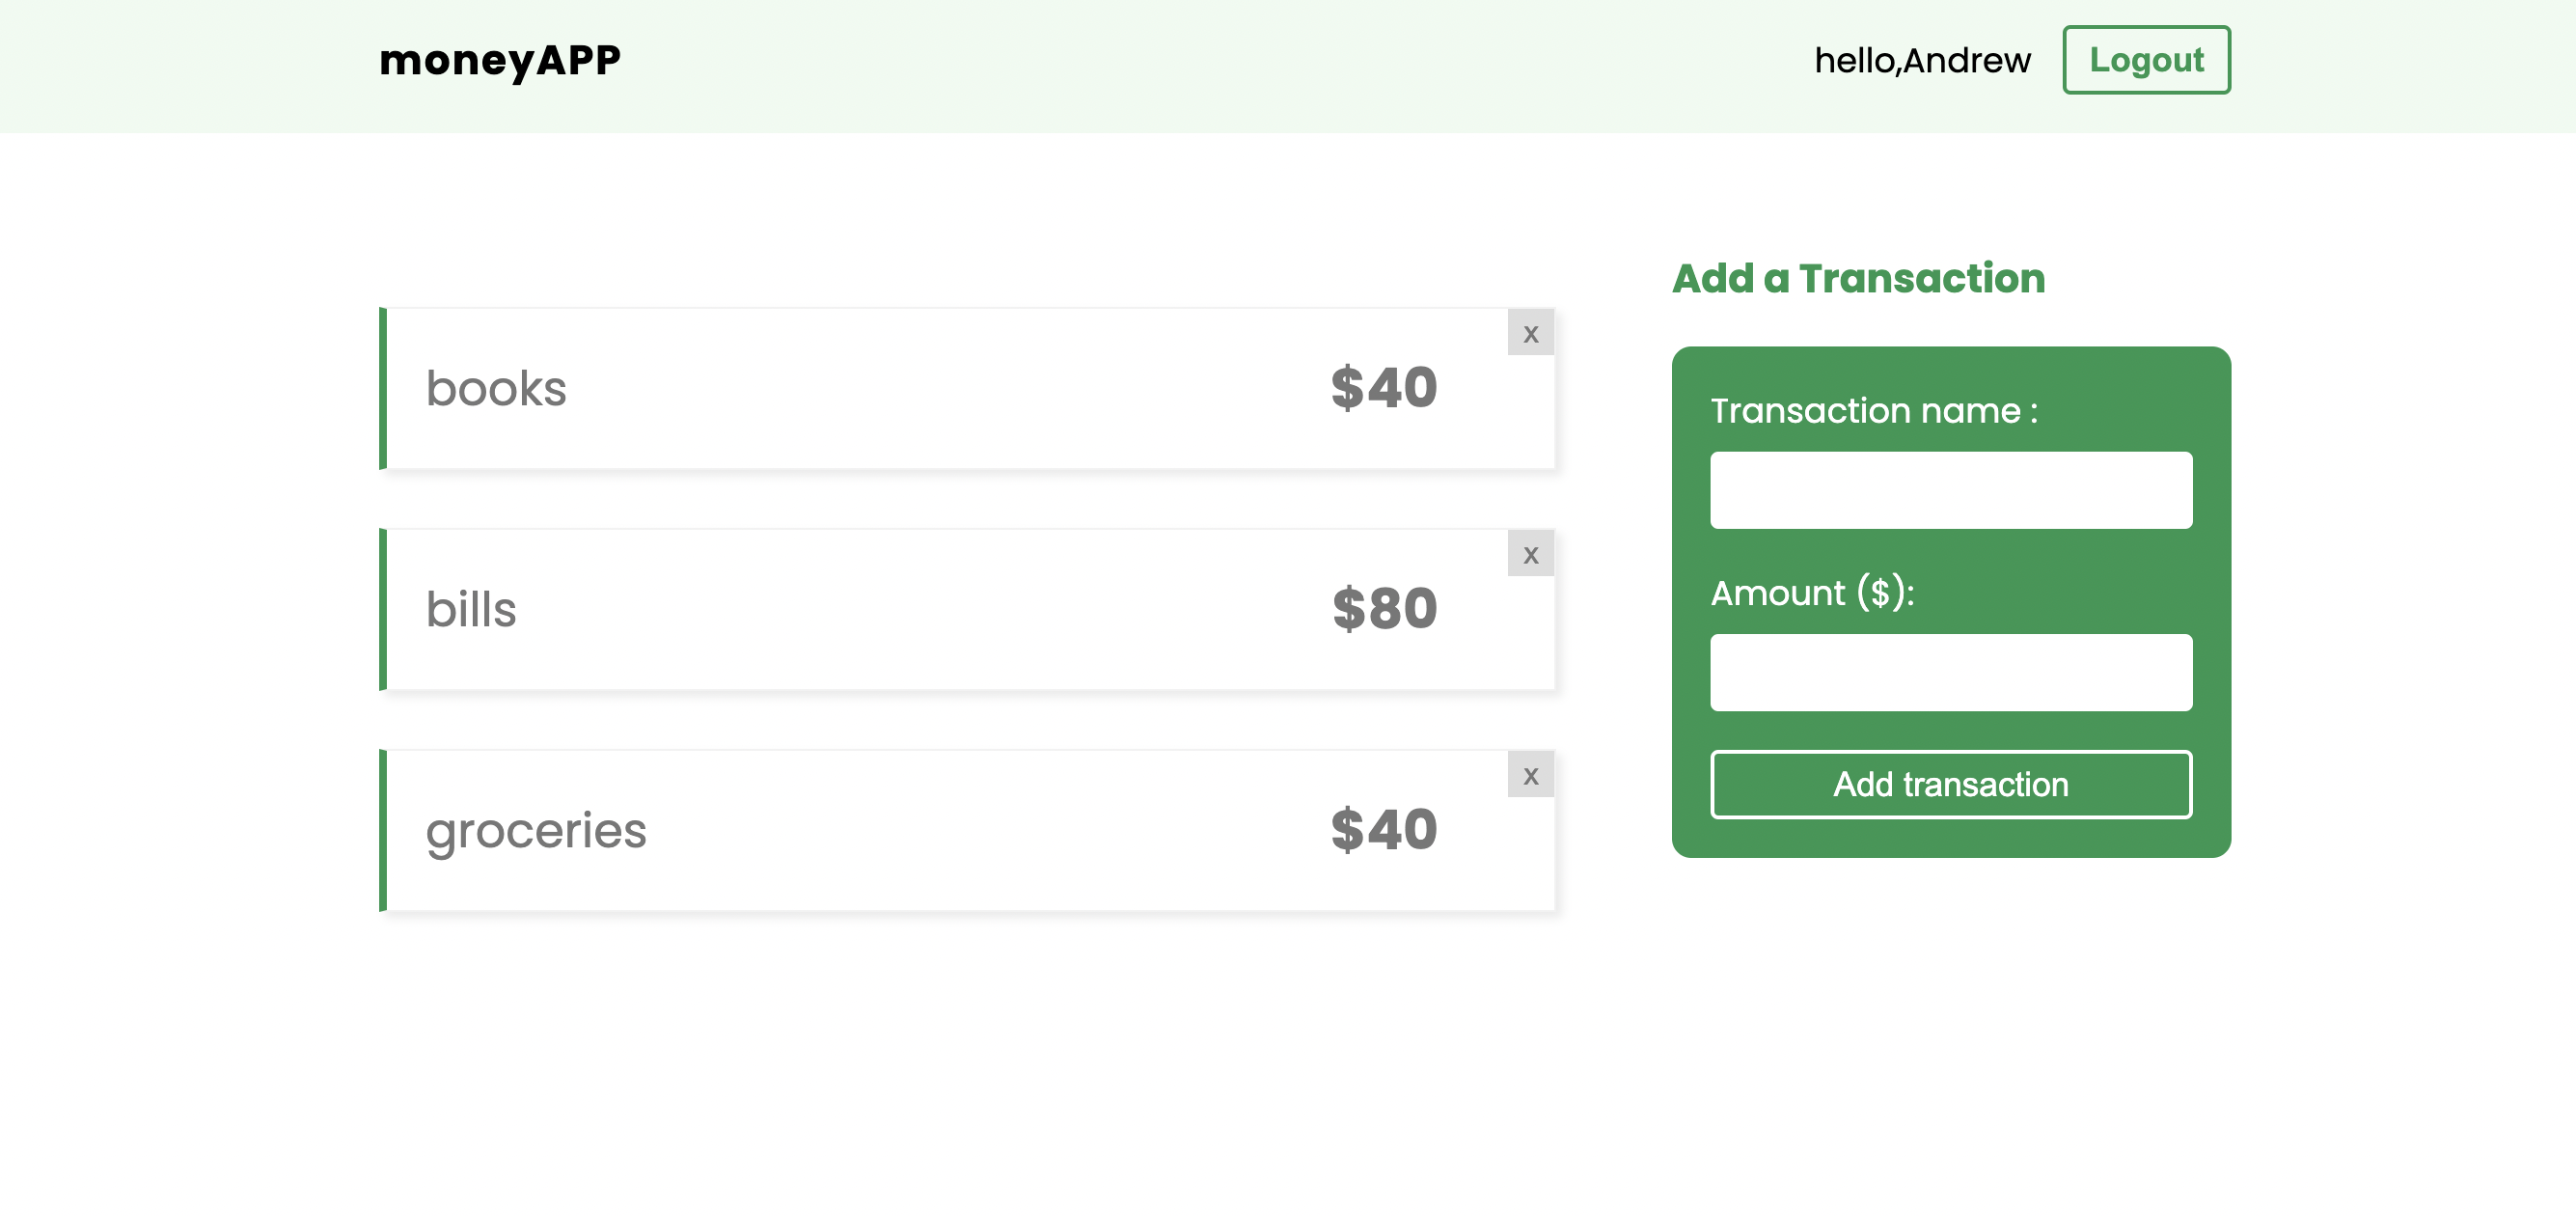 moneyAPP
hello,Andrew
Logout
books
$40
x
bills
$80
x
groceries
$40
x
Add a Transaction
Transaction name :
Amount ($):
Add transaction